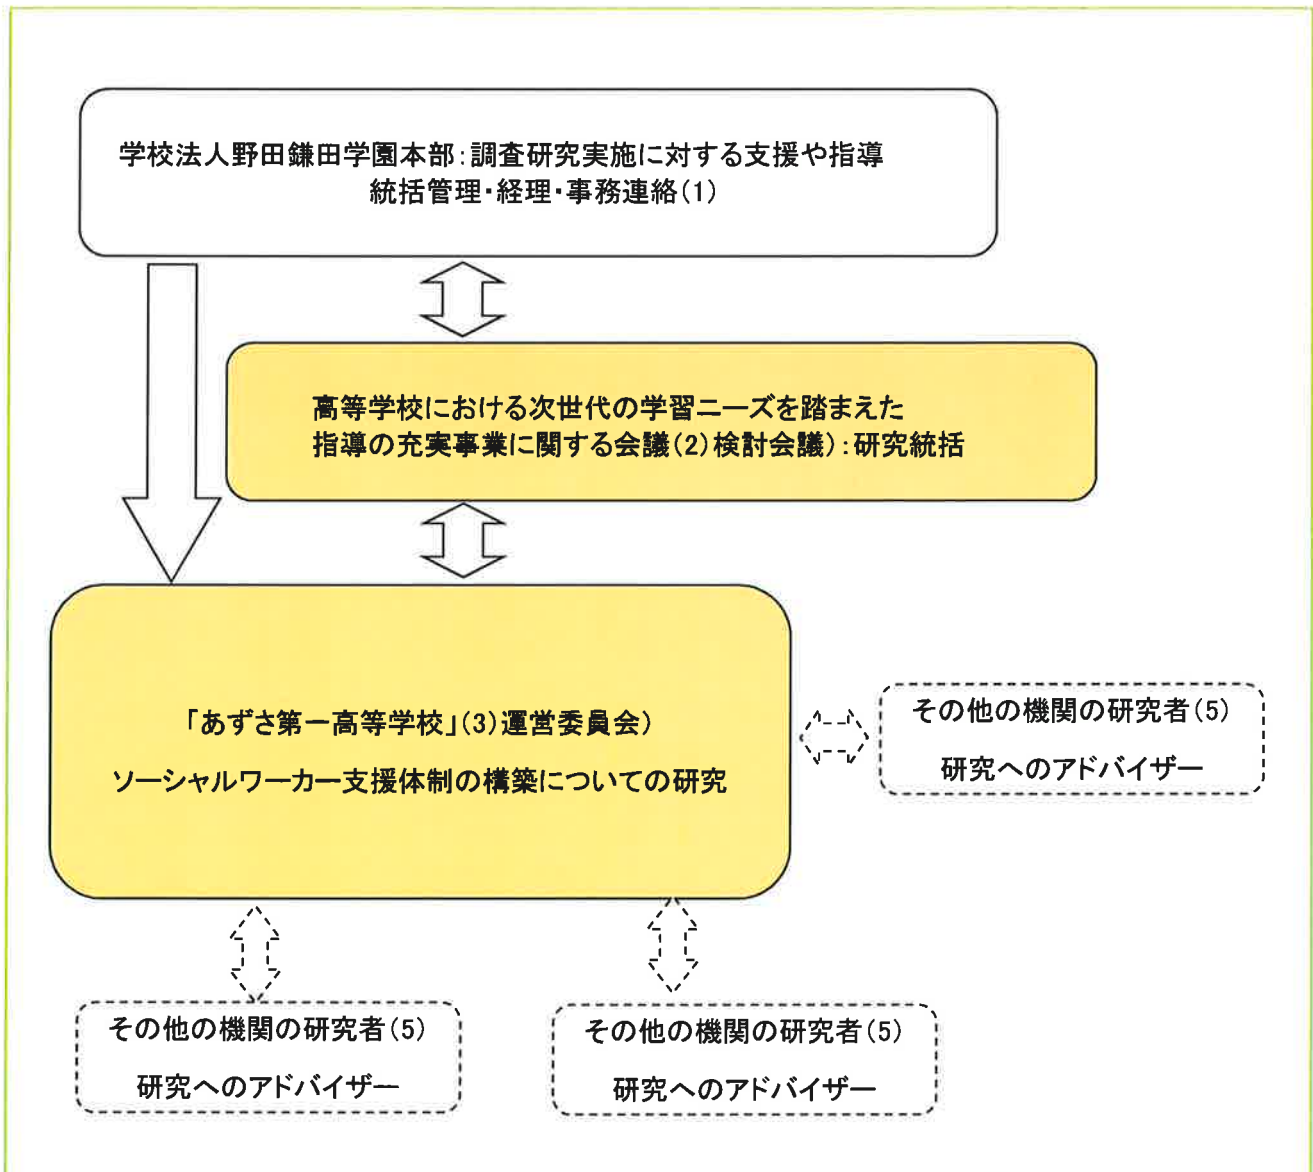 学校法人野田鎌田学園本部：調査研究実施に対する支援や指導
統括管理・経理・事務連絡(1)
高等学校における次世代の学習ニーズを踏まえた
指導の充実事業に関する会議(2)検討会議)：研究統括
「あずさ第一高等学校」(3)運営委員会)
ソーシャルワーカー支援体制の構築についての研究
その他の機関の研究者(5)
研究へのアドバイザー
その他の機関の研究者(5)
研究へのアドバイザー
その他の機関の研究者(5)
研究へのアドバイザー